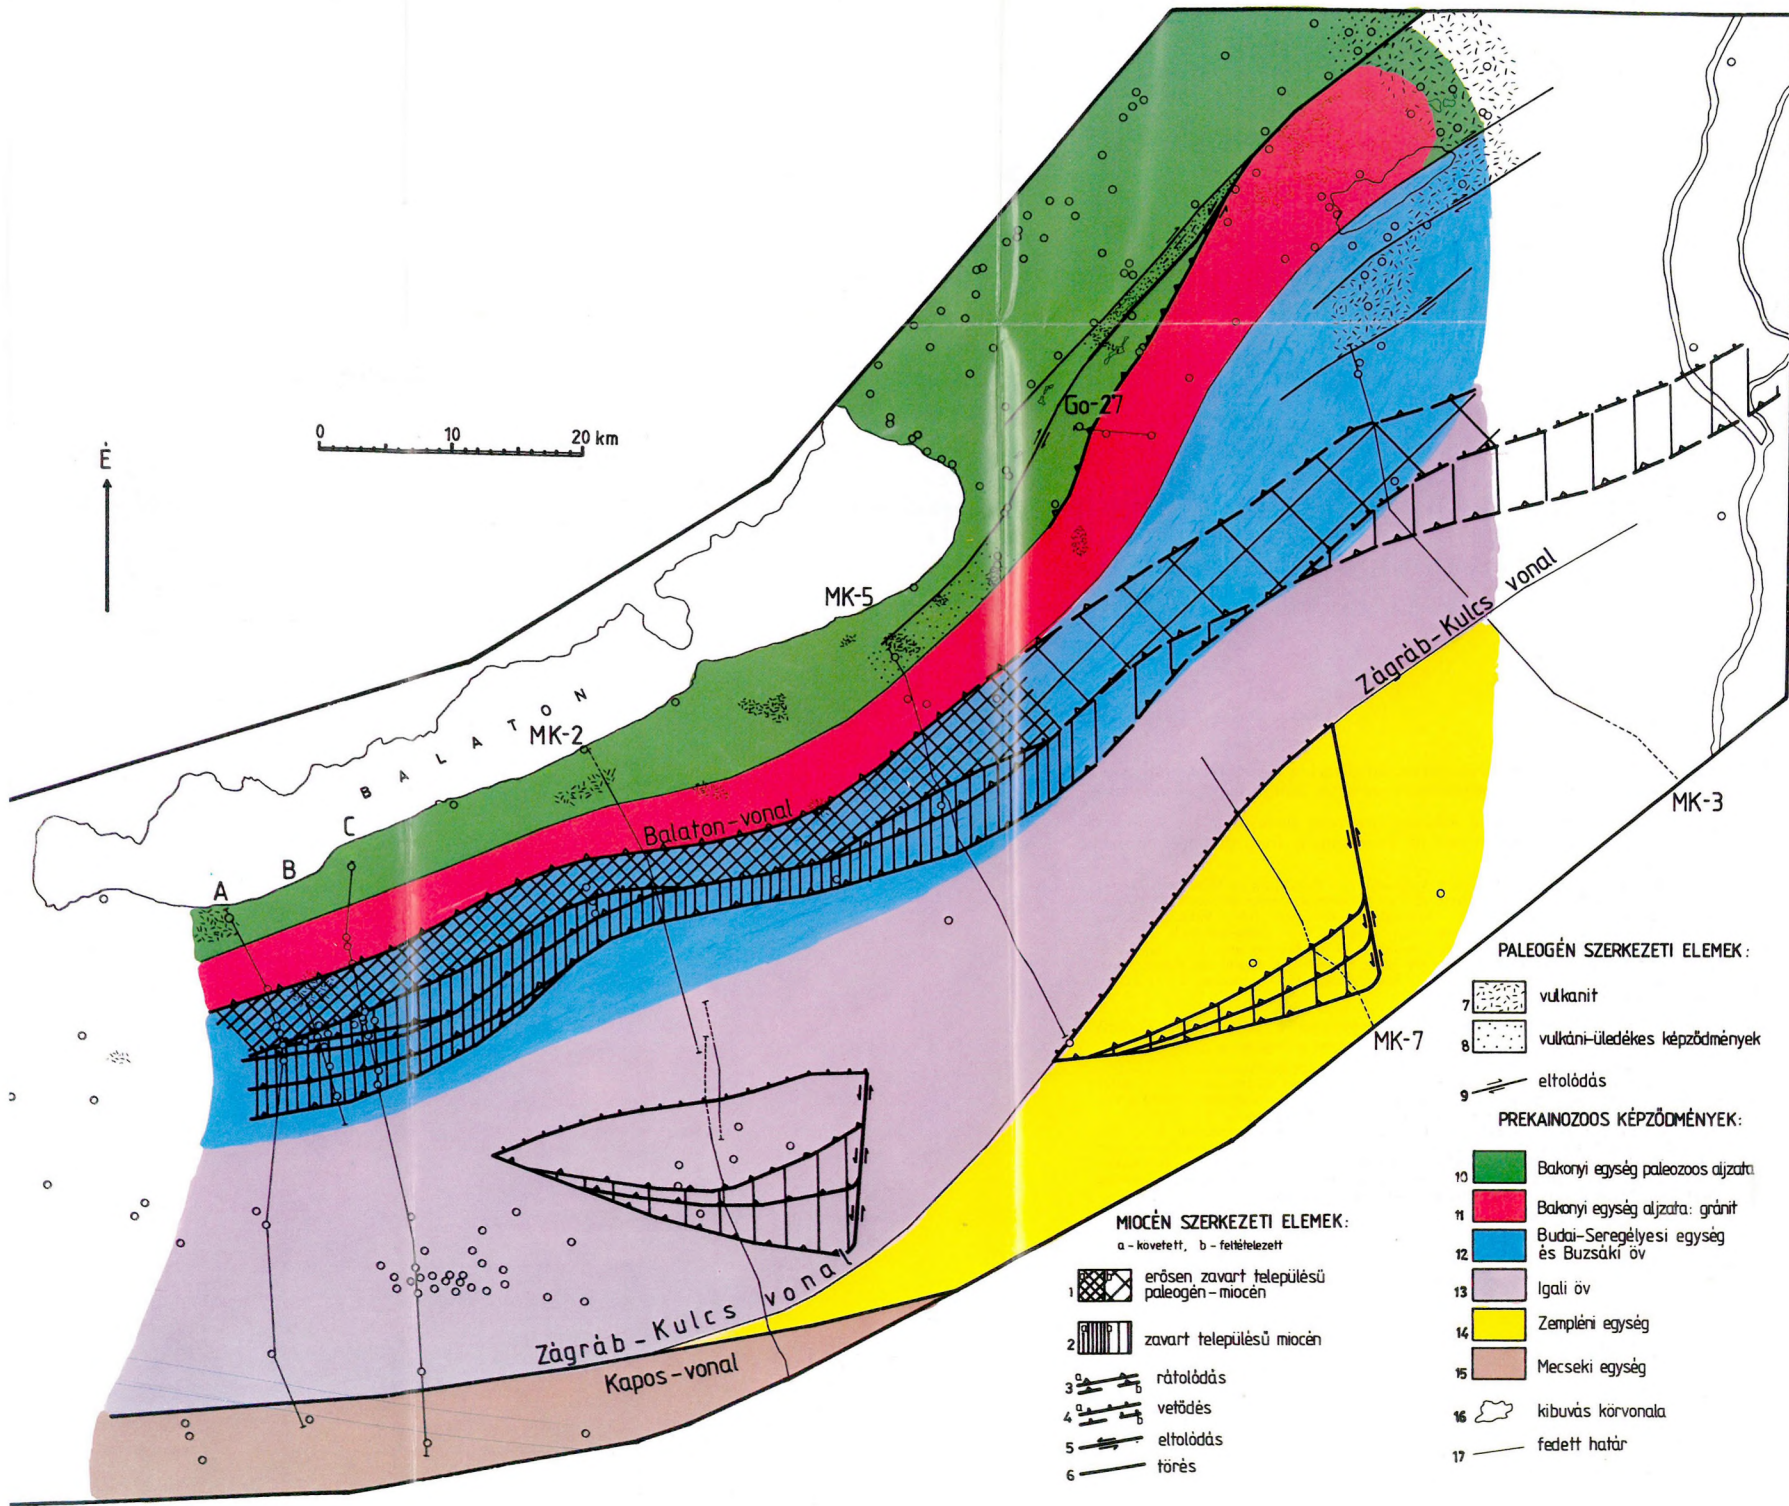 É
0 10 20 km
Go-27
MK-5
MK-2
BALATON
A
B
C
Balaton-vonal
Zágráb-Kulcs vonal
MK-3
MK-7
Zágráb-Kulcs vonal
Kapos-vonal
MIOCÉN SZERKEZETI ELEMEK:
a - követett, b - feltételezett
1 a b erősen zavart településű
paleogén-miocén
2 a b zavart településű miocén
3 a b rátolódás
4 a b vetődés
5 eltolódás
6 törés
PALEOGÉN SZERKEZETI ELEMEK:
7 vulkanit
8 vulkáni-üledékes képződmények
9 eltolódás
PREKAINOZOOS KÉPZŐDMÉNYEK:
10 Bakonyi egység paleozoos aljzata
11 Bakonyi egység aljzata: gránit
12 Budai-Seregélyesi egység
és Buzsáki öv
13 Igali öv
14 Zempléni egység
15 Mecseki egység
16 kibuvás körvonala
17 fedett határ